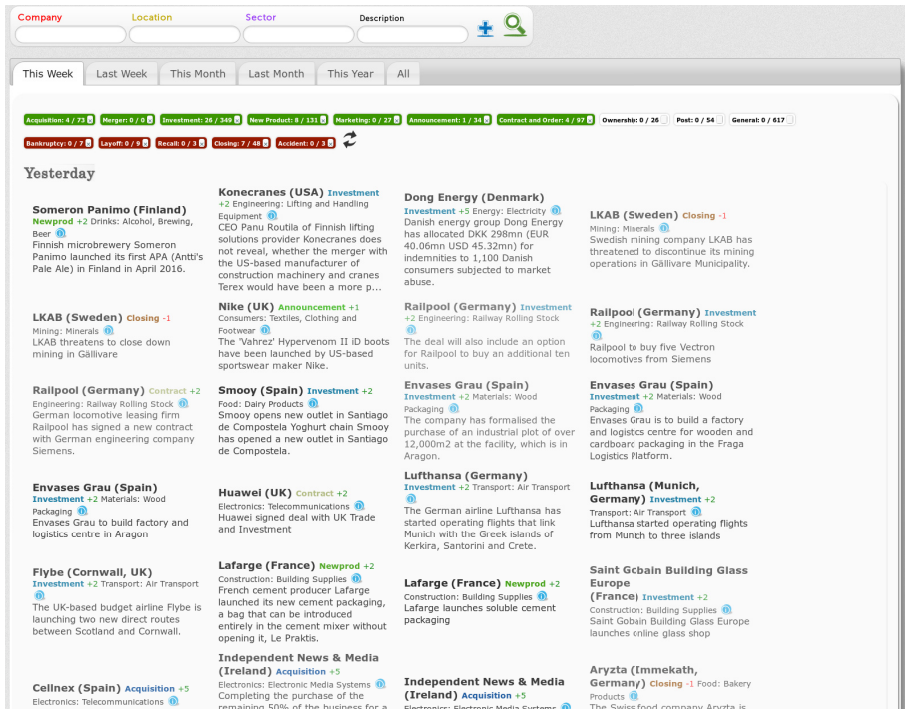 Company Location Sector Description
This Week Last Week This Month Last Month This Year All
Acquisition: 4 / 73 Merger: 0 / 0 Investment: 26 / 349 New Product: 8 / 131 Marketing: 0 / 27 Announcement: 1 / 34 Contract and Order: 4 / 97 Ownership: 0 / 26 Post: 0 / 54 General: 0 / 617
Bankruptcy: 0 / 7 Layoff: 0 / 9 Recall: 0 / 3 Closing: 7 / 48 Accident: 0 / 3
Yesterday
Someron Panimo (Finland)
Newprod +2 Drinks: Alcohol, Brewing,
Beer
Finnish microbrewery Someron
Panimo launched its first APA (Antti's
Pale Ale) in Finland in April 2016.
Konecranes (USA) Investment
+2 Engineering: Lifting and Handling
Equipment
CEO Panu Routila of Finnish lifting
solutions provider Konecranes does
not reveal, whether the merger with
the US-based manufacturer of
construction machinery and cranes
Terex would have been a more p...
Dong Energy (Denmark)
Investment +5 Energy: Electricity
Danish energy group Dong Energy
has allocated DKK 298mn (EUR
40.06mn USD 45.32mn) for
indemnities to 1,100 Danish
consumers subjected to market
abuse.
LKAB (Sweden) Closing -1
Mining: Minerals
Swedish mining company LKAB has
threatened to discontinue its mining
operations in Gällivare Municipality.
LKAB (Sweden) Closing -1
Mining: Minerals
LKAB threatens to close down
mining in Gällivare
Nike (UK) Announcement +1
Consumers: Textiles, Clothing and
Footwear
The 'Vahrez' Hypervenom II iD boots
have been launched by US-based
sportswear maker Nike.
Railpool (Germany) Investment
+2 Engineering: Railway Rolling Stock
The deal will also include an option
for Railpool to buy an additional ten
units.
Railpool (Germany) Investment
+2 Engineering: Railway Rolling Stock
Railpool to buy five Vectron
locomotives from Siemens
Railpool (Germany) Contract +2
Engineering: Railway Rolling Stock
German locomotive leasing firm
Railpool has signed a new contract
with German engineering company
Siemens.
Smooy (Spain) Investment +2
Food: Dairy Products
Smooy opens new outlet in Santiago
de Compostela Yoghurt chain Smooy
has opened a new outlet in Santiago
de Compostela.
Envases Grau (Spain)
Investment +2 Materials: Wood
Packaging
The company has formalised the
purchase of an industrial plot of over
12,000m2 at the facility, which is in
Aragon.
Envases Grau (Spain)
Investment +2 Materials: Wood
Packaging
Envases Grau is to build a factory
and logistcs centre for wooden and
cardboard packaging in the Fraga
Logistics Platform.
Envases Grau (Spain)
Investment +2 Materials: Wood
Packaging
Envases Grau to build factory and
logistics centre in Aragon
Huawei (UK) Contract +2
Electronics: Telecommunications
Huawei signed deal with UK Trade
and Investment
Lufthansa (Germany)
Investment +2 Transport: Air Transport
The German airline Lufthansa has
started operating flights that link
Munich with the Greek islands of
Kerkira, Santorini and Crete.
Lufthansa (Munich,
Germany) Investment +2
Transport: Air Transport
Lufthansa started operating flights
from Munich to three islands
Flybe (Cornwall, UK)
Investment +2 Transport: Air Transport
The UK-based budget airline Flybe is
launching two new direct routes
between Scotland and Cornwall.
Lafarge (France) Newprod +2
Construction: Building Supplies
French cement producer Lafarge
launched its new cement packaging,
a bag that can be introduced
entirely in the cement mixer without
opening it, Le Praktis.
Lafarge (France) Newprod +2
Construction: Building Supplies
Lafarge launches soluble cement
packaging
Saint Gobain Building Glass
Europe
(France) Investment +2
Construction: Building Supplies
Saint Gobain Building Glass Europe
launches online glass shop
Cellnex (Spain) Acquisition +5
Electronics: Telecommunications
Independent News & Media
(Ireland) Acquisition +5
Electronics: Electronic Media Systems
Completing the purchase of the
remaining 50% of the business for a
Independent News & Media
(Ireland) Acquisition +5
Electronics: Electronic Media Systems
Aryzta (Immekath,
Germany) Closing -1 Food: Bakery
Products
The Swiss food company Aryzta is